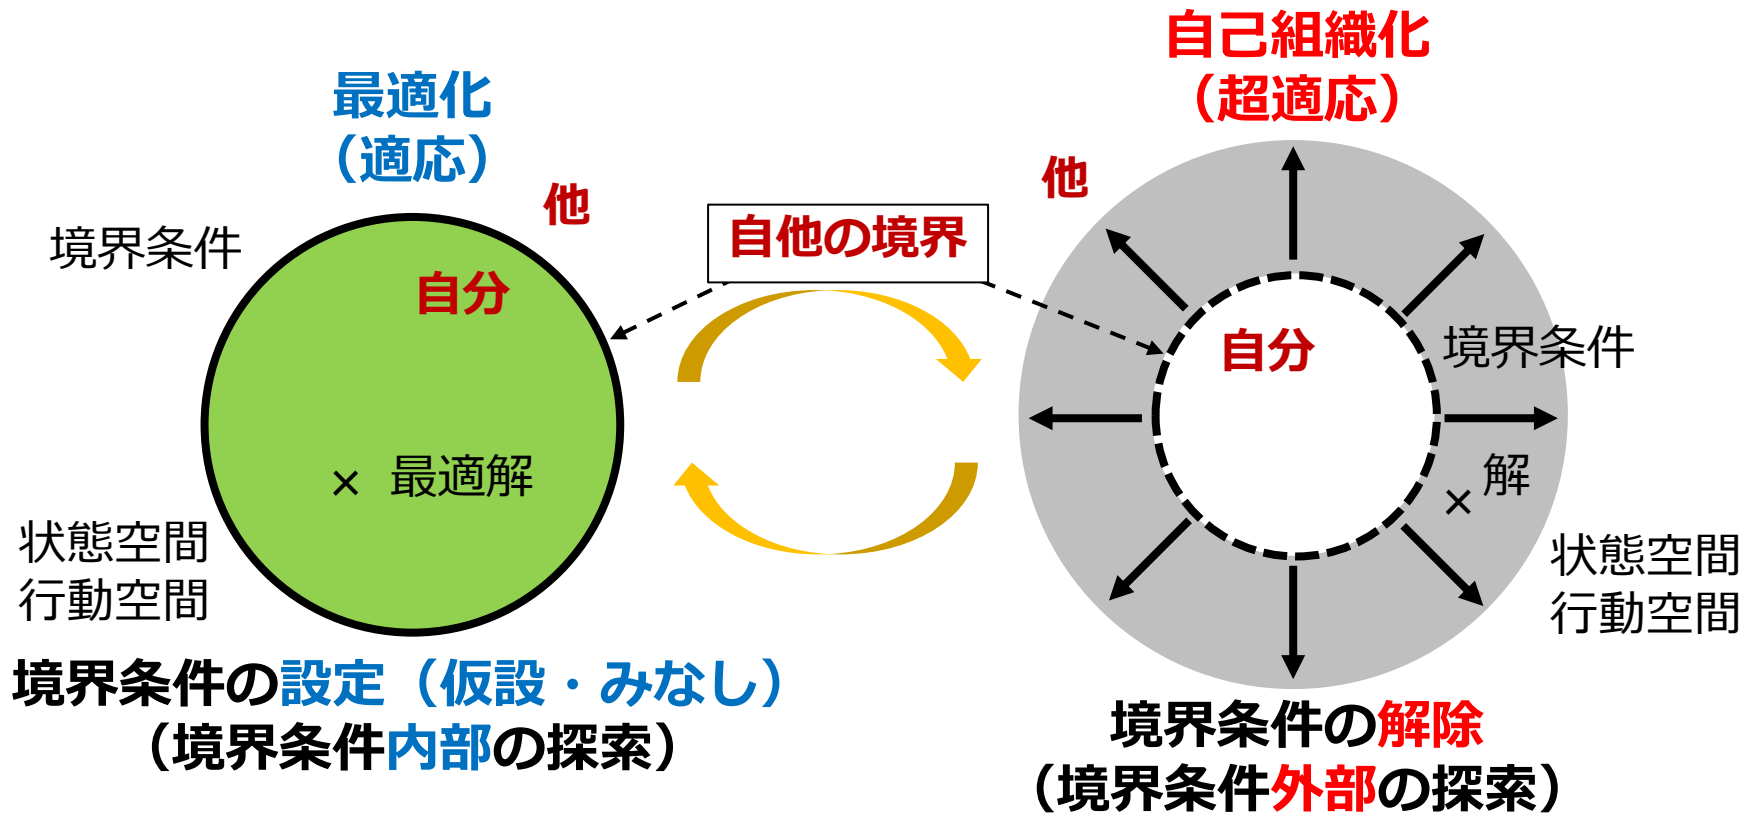 最適化
（適応）
他
境界条件
自分
× 最適解
状態空間
行動空間
境界条件の設定（仮設・みなし）
（境界条件内部の探索）
自他の境界
自己組織化
（超適応）
他
自分
境界条件
解
×
状態空間
行動空間
境界条件の解除
（境界条件外部の探索）